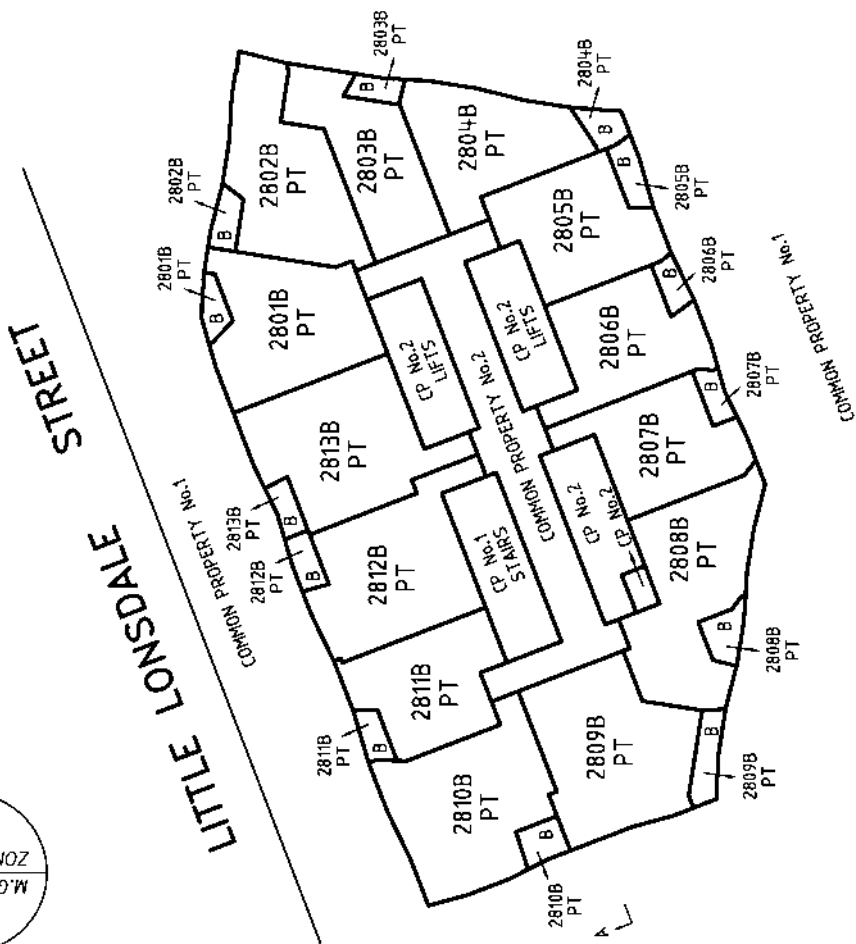 2803B
PT
B
2804B
PT
B
2802B
PT
B
2802B
PT
2803B
PT
2804B
PT
2801B
PT
B
2801B
PT
2805B
PT
B
2805B
PT
2806B
PT
B
2806B
PT
CP No.2
LIFTS
CP No.2
LIFTS
COMMON PROPERTY No.2
COMMON PROPERTY No.1
STREET
LITTLE LONSDALE
COMMON PROPERTY No.1
2813B
PT
B
2813B
PT
2812B
PT
B
2812B
PT
CP No.1
STAIRS
CP No.2
CP No.2
2807B
PT
B
2807B
PT
2808B
PT
B
2808B
PT
2811B
PT
B
2811B
PT
2810B
PT
2809B
PT
B
2809B
PT
B
2810B
PT
A
M.G
ZON